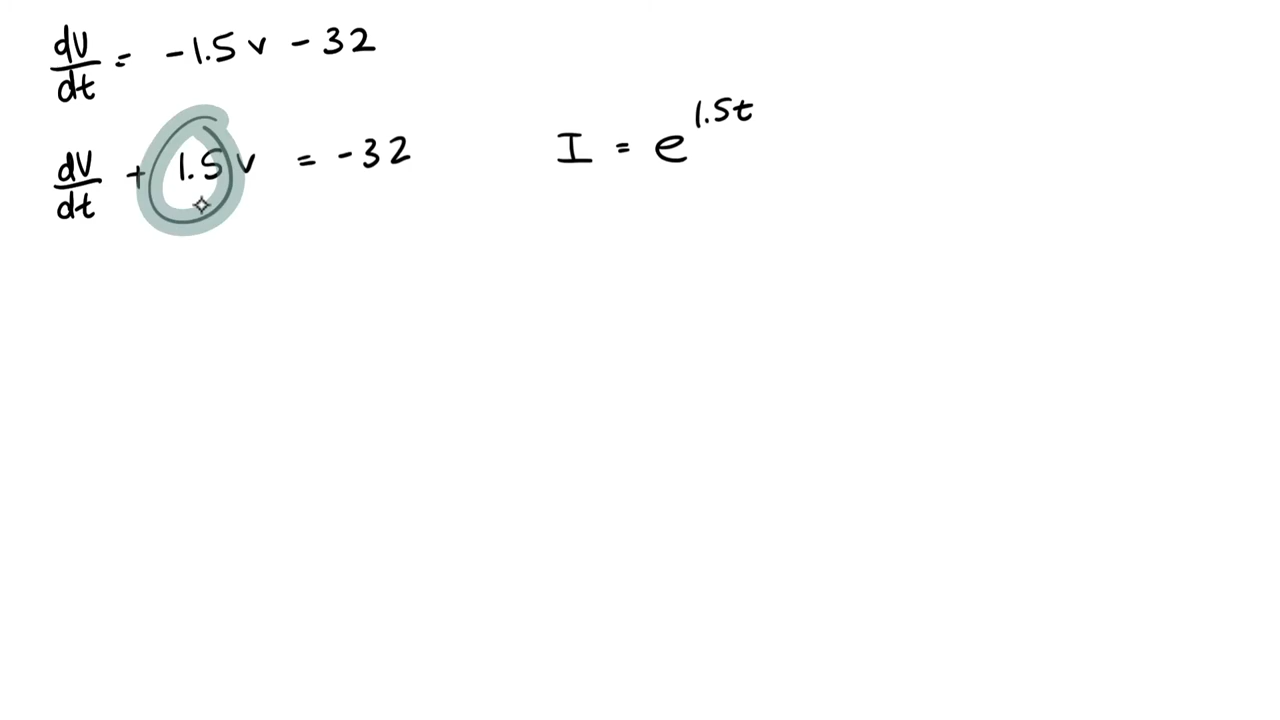 dv/dt = -1.5v - 32
dv/dt + 1.5v = -32
I = e^1.5t